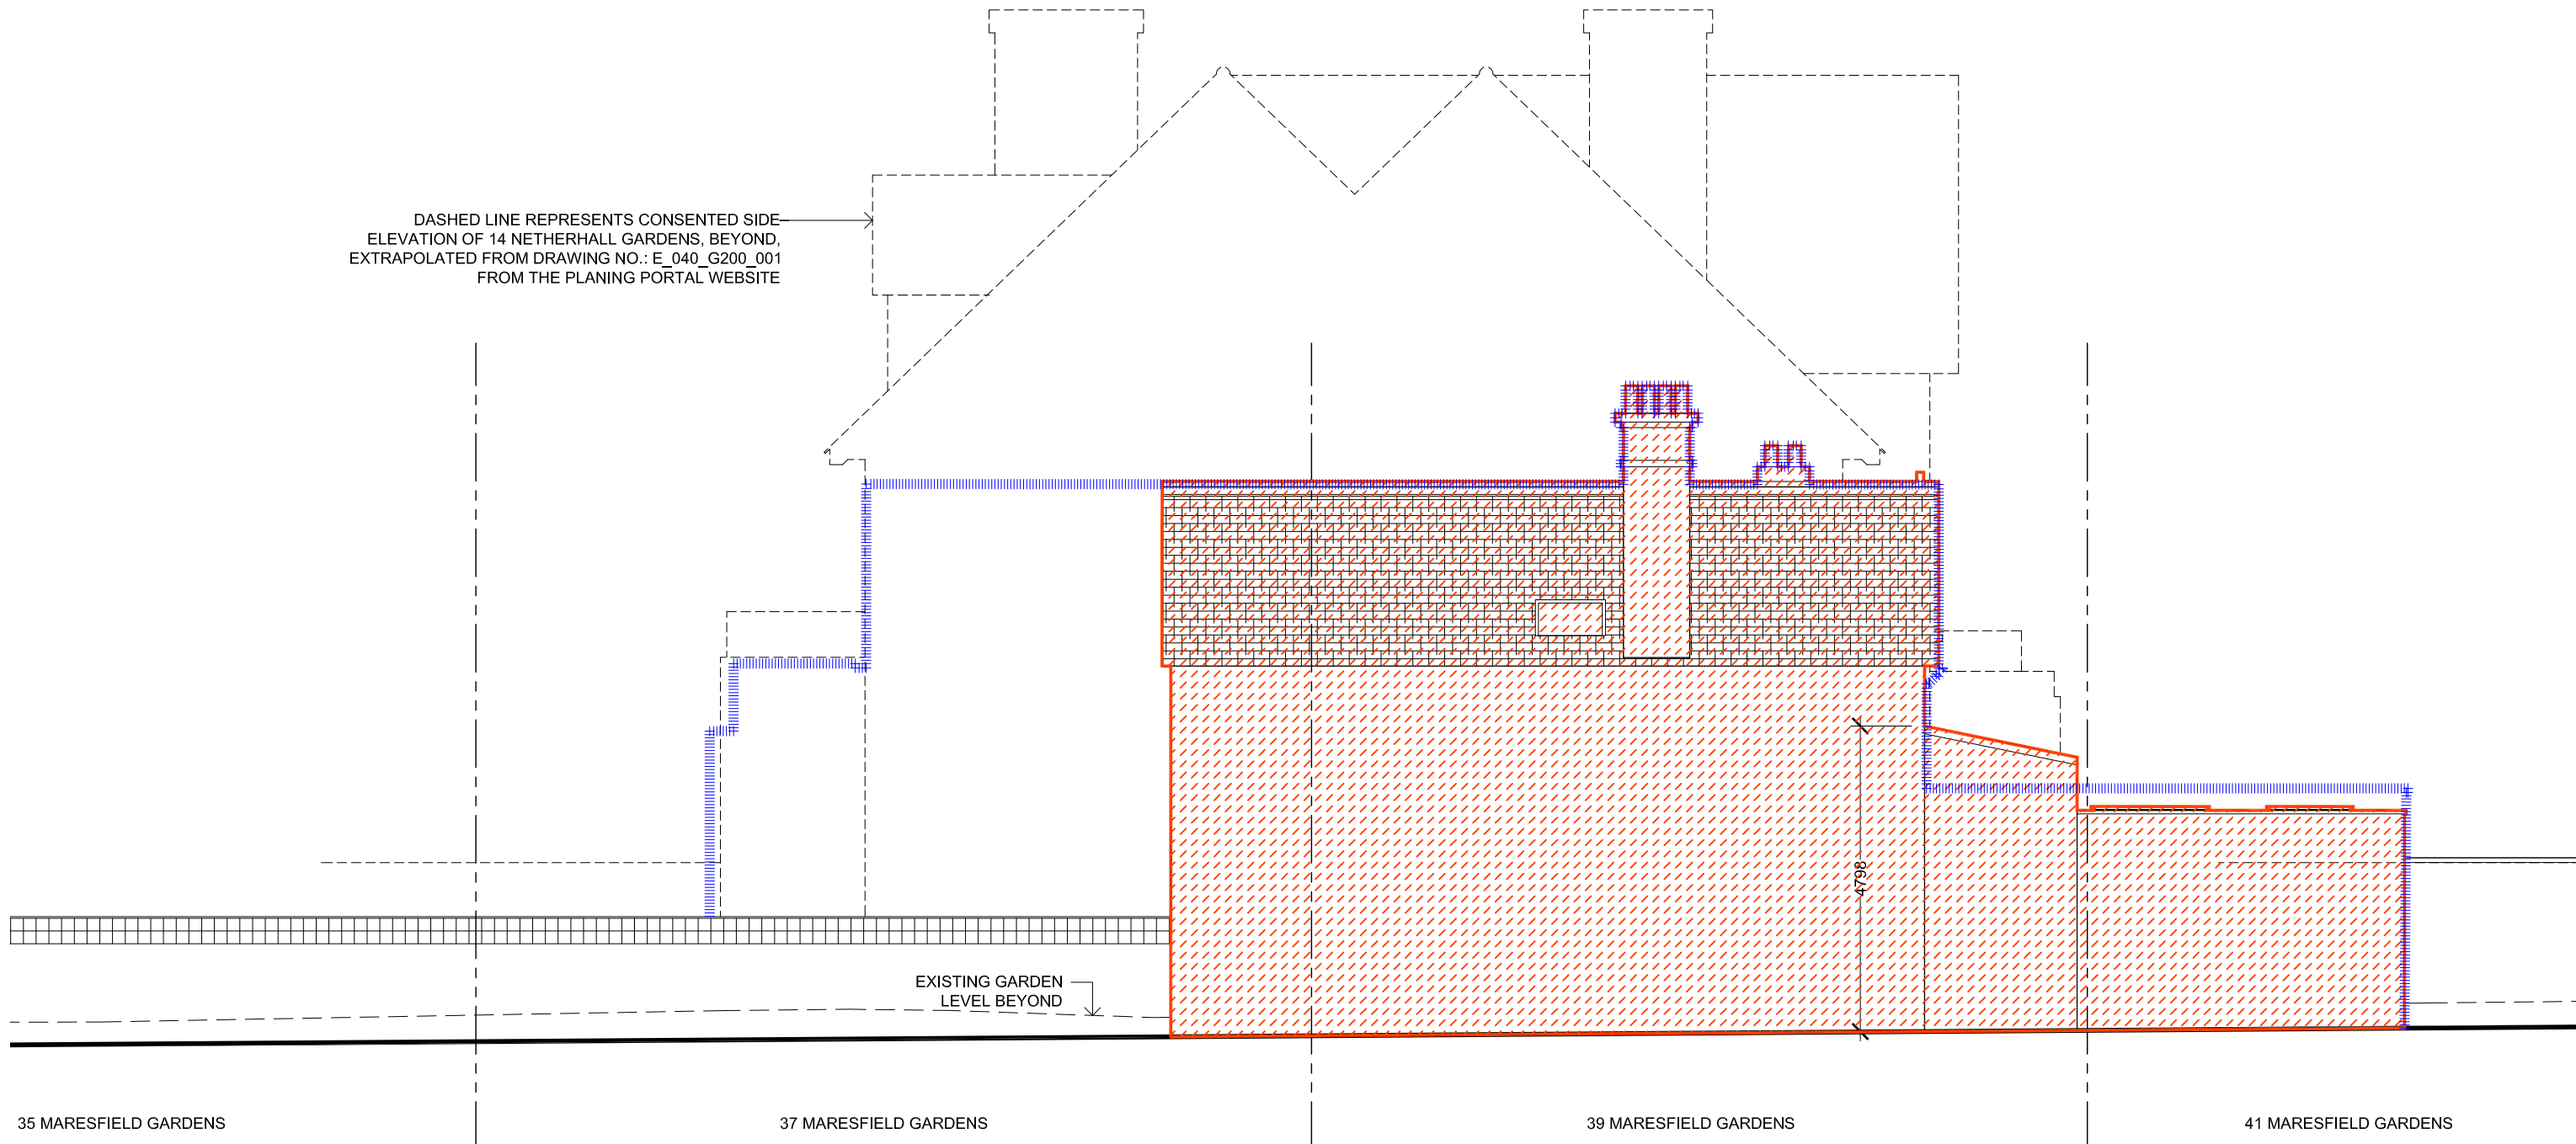 DASHED LINE REPRESENTS CONSENTED SIDE
ELEVATION OF 14 NETHERHALL GARDENS, BEYOND,
EXTRAPOLATED FROM DRAWING NO.: E_040_G200_001
FROM THE PLANING PORTAL WEBSITE
4798
EXISTING GARDEN
LEVEL BEYOND
35 MARESFIELD GARDENS
37 MARESFIELD GARDENS
39 MARESFIELD GARDENS
41 MARESFIELD GARDENS